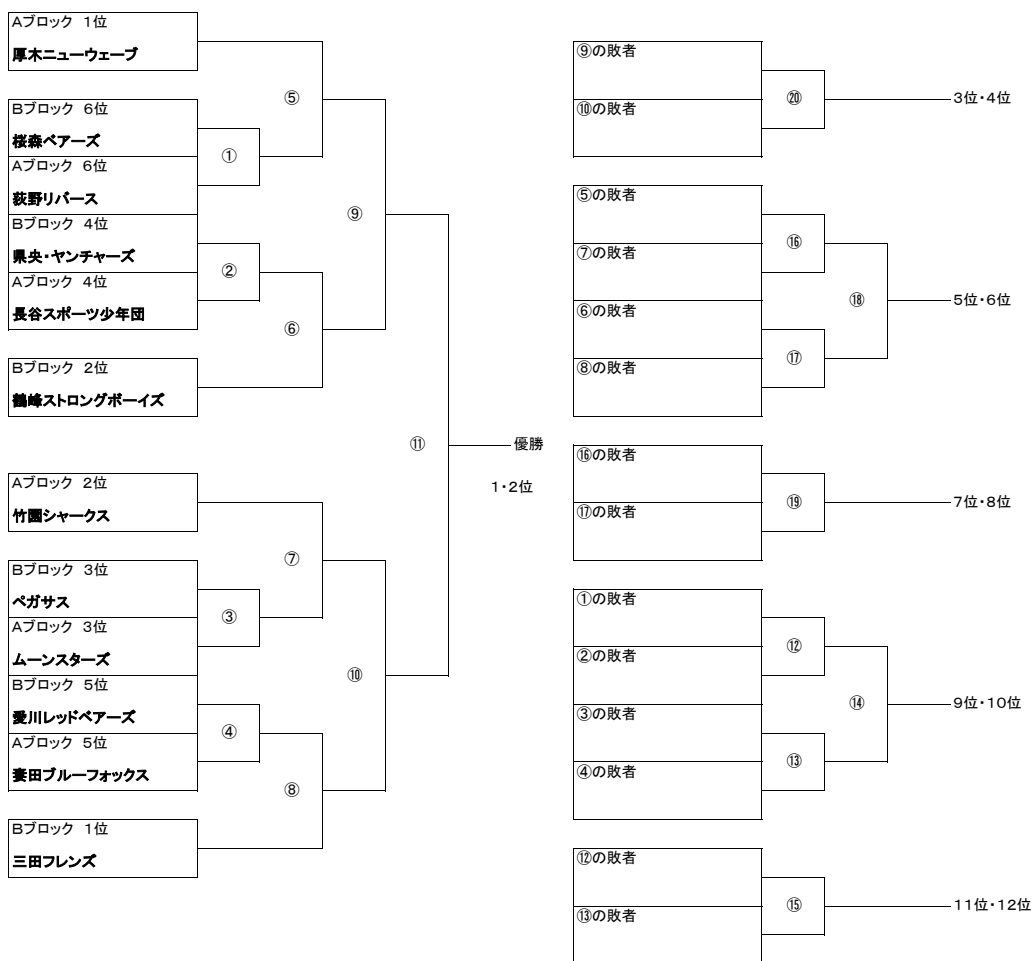 Aブロック 1位
厚木ニューウェーブ
⑤
Bブロック 6位
桜森ベアーズ
①
Aブロック 6位
荻野リバース
⑨
Bブロック 4位
県央・ヤンチャーズ
②
Aブロック 4位
長谷スポーツ少年団
⑥
Bブロック 2位
鶴峰ストロングボーイズ
⑪
優勝
1・2位
Aブロック 2位
竹園シャークス
⑦
Bブロック 3位
ペガサス
③
Aブロック 3位
ムーンスターズ
⑩
Bブロック 5位
愛川レッドベアーズ
④
Aブロック 5位
妻田ブルーフォックス
⑧
Bブロック 1位
三田フレンズ
⑨の敗者
⑳
3位・4位
⑩の敗者
⑤の敗者
⑯
⑦の敗者
⑱
5位・6位
⑥の敗者
⑰
⑧の敗者
⑯の敗者
⑲
7位・8位
⑰の敗者
①の敗者
⑫
②の敗者
⑭
9位・10位
③の敗者
⑬
④の敗者
⑫の敗者
⑮
11位・12位
⑬の敗者